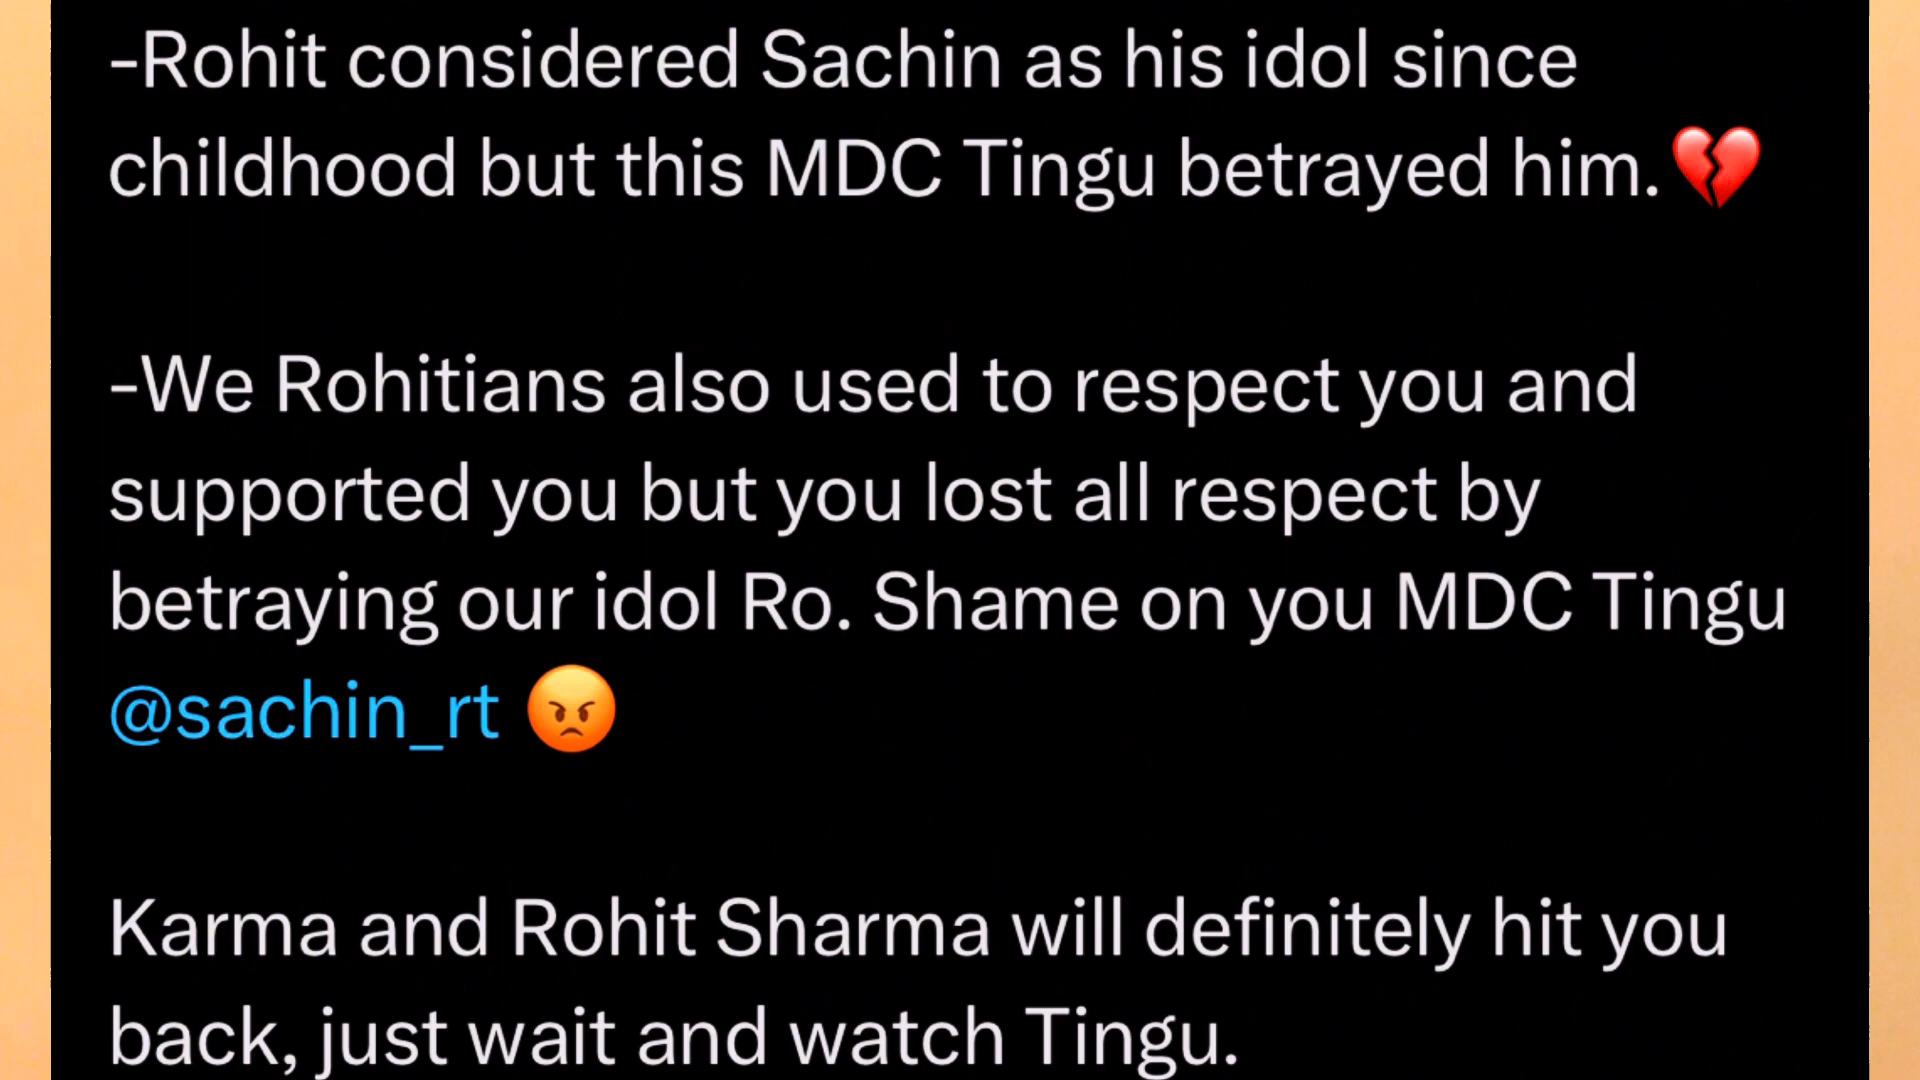 -Rohit considered Sachin as his idol since
childhood but this MDC Tingu betrayed him.💔
-We Rohitians also used to respect you and
supported you but you lost all respect by
betraying our idol Ro. Shame on you MDC Tingu
@sachin_rt 😡
Karma and Rohit Sharma will definitely hit you
back, just wait and watch Tingu.